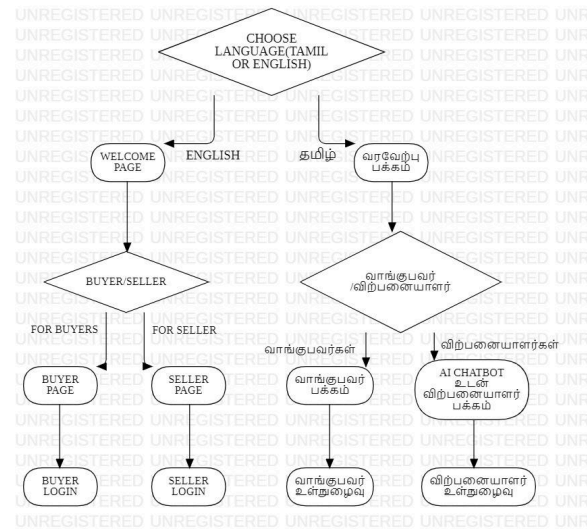 CHOOSE
LANGUAGE(TAMIL
OR ENGLISH)
ENGLISH
தமிழ்
WELCOME
PAGE
வரவேற்பு
பக்கம்
BUYER/SELLER
வாங்குபவர்
/விற்பனையாளர்
FOR BUYERS
FOR SELLER
வாங்குபவர்கள்
விற்பனையாளர்கள்
BUYER
PAGE
SELLER
PAGE
வாங்குபவர்
பக்கம்
AI CHATBOT
உடன்
விற்பனையாளர்
பக்கம்
BUYER
LOGIN
SELLER
LOGIN
வாங்குபவர்
உள்நுழைவு
விற்பனையாளர்
உள்நுழைவு
UNREGISTERED